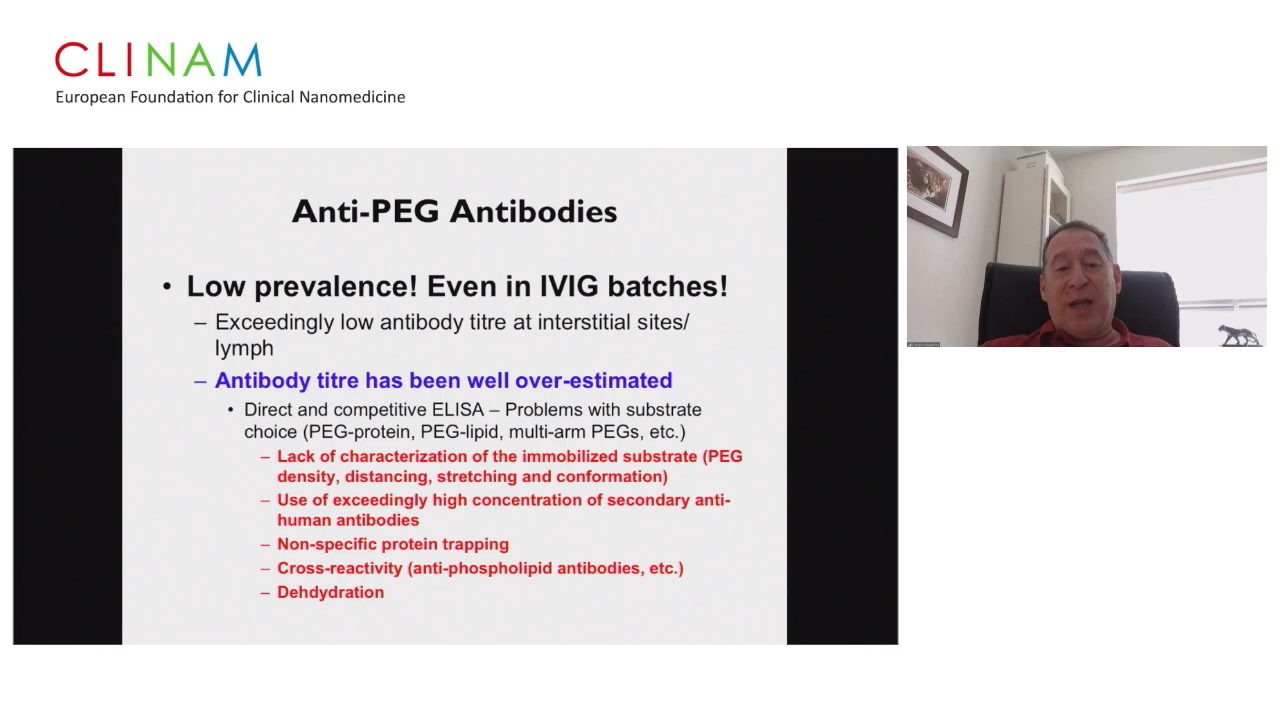 CLINAM
European Foundation for Clinical Nanomedicine
Anti-PEG Antibodies
• Low prevalence! Even in IVIG batches!
– Exceedingly low antibody titre at interstitial sites/
lymph
– Antibody titre has been well over-estimated
• Direct and competitive ELISA – Problems with substrate
choice (PEG-protein, PEG-lipid, multi-arm PEGs, etc.)
– Lack of characterization of the immobilized substrate (PEG
density, distancing, stretching and conformation)
– Use of exceedingly high concentration of secondary anti-
human antibodies
– Non-specific protein trapping
– Cross-reactivity (anti-phospholipid antibodies, etc.)
– Dehdydration